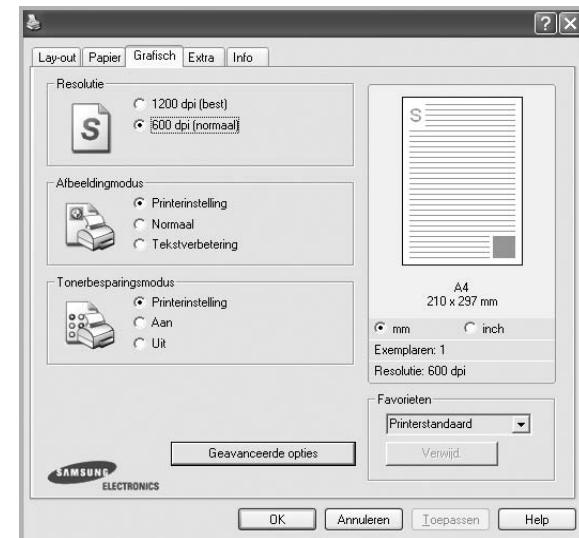 Lay-out Papier Grafisch Extra Info
Resolutie
1200 dpi (best)
600 dpi (normaal)
S
Afbeeldingmodus
Printerinstelling
Normaal
Tekstverbetering
Tonerbesparingsmodus
Printerinstelling
Aan
Uit
S
A4
210 x 297 mm
mm inch
Exemplaren: 1
Resolutie: 600 dpi
Favorieten
Printerstandaard
Verwijd.
Geavanceerde opties
SAMSUNG
ELECTRONICS
OK Annuleren Toepassen Help